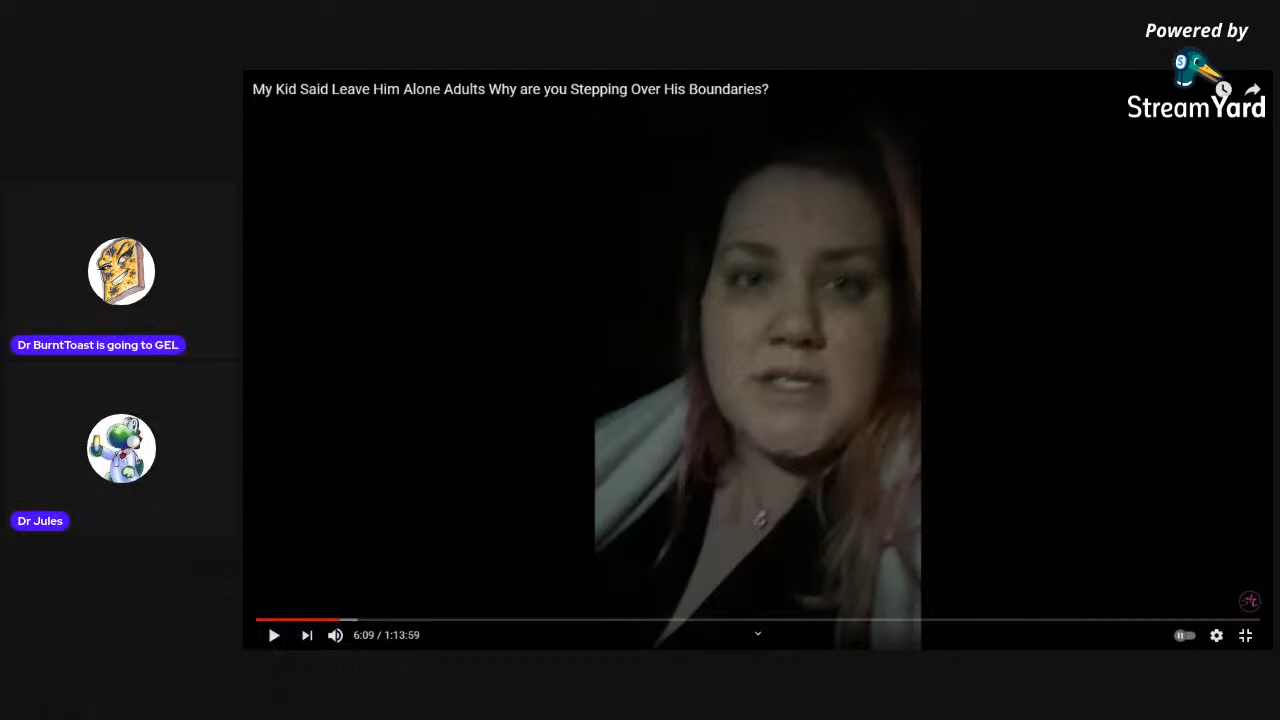 Powered by
StreamYard
My Kid Said Leave Him Alone Adults Why are you Stepping Over His Boundaries?
Dr BurntToast is going to GEL
Dr Jules
6:09 / 1:13:59